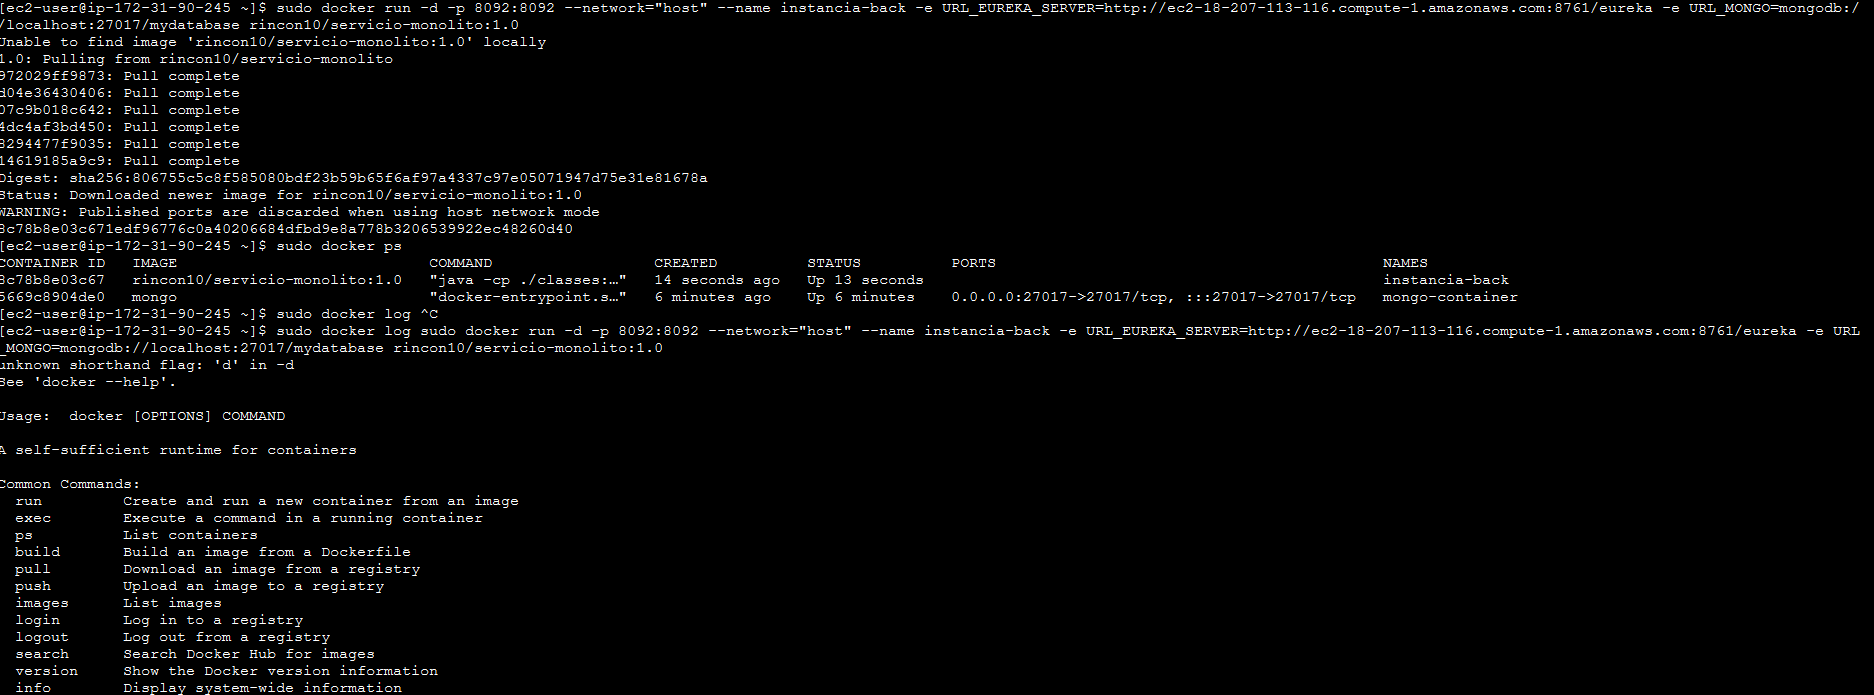 [ec2-user@ip-172-31-90-245 ~]$ sudo docker run -d -p 8092:8092 --network="host" --name instancia-back -e URL_EUREKA_SERVER=http://ec2-18-207-113-116.compute-1.amazonaws.com:8761/eureka -e URL_MONGO=mongodb:/
/localhost:27017/mydatabase rincon10/servicio-monolito:1.0
Unable to find image 'rincon10/servicio-monolito:1.0' locally
1.0: Pulling from rincon10/servicio-monolito
972029ff9873: Pull complete
d04e36430406: Pull complete
07c9b018c642: Pull complete
4dc4af3bd450: Pull complete
8294477f9035: Pull complete
14619185a9c9: Pull complete
Digest: sha256:806755c5c8f585080bdf23b59b65f6af97a4337c97e05071947d75e31e81678a
Status: Downloaded newer image for rincon10/servicio-monolito:1.0
WARNING: Published ports are discarded when using host network mode
8c78b8e03c671edf96776c0a40206684dfbd9e8a778b3206539922ec48260d40
[ec2-user@ip-172-31-90-245 ~]$ sudo docker ps
CONTAINER ID   IMAGE                            COMMAND                  CREATED          STATUS          PORTS                                           NAMES
8c78b8e03c67   rincon10/servicio-monolito:1.0   "java -cp ./classes:…"   14 seconds ago   Up 13 seconds                                                   instancia-back
5669c8904de0   mongo                            "docker-entrypoint.s…"   6 minutes ago    Up 6 minutes    0.0.0.0:27017->27017/tcp, :::27017->27017/tcp   mongo-container
[ec2-user@ip-172-31-90-245 ~]$ sudo docker log ^C
[ec2-user@ip-172-31-90-245 ~]$ sudo docker log sudo docker run -d -p 8092:8092 --network="host" --name instancia-back -e URL_EUREKA_SERVER=http://ec2-18-207-113-116.compute-1.amazonaws.com:8761/eureka -e URL
_MONGO=mongodb://localhost:27017/mydatabase rincon10/servicio-monolito:1.0
unknown shorthand flag: 'd' in -d
See 'docker --help'.
Usage:  docker [OPTIONS] COMMAND
A self-sufficient runtime for containers
Common Commands:
  run         Create and run a new container from an image
  exec        Execute a command in a running container
  ps          List containers
  build       Build an image from a Dockerfile
  pull        Download an image from a registry
  push        Upload an image to a registry
  images      List images
  login       Log in to a registry
  logout      Log out from a registry
  search      Search Docker Hub for images
  version     Show the Docker version information
  info        Display system-wide information